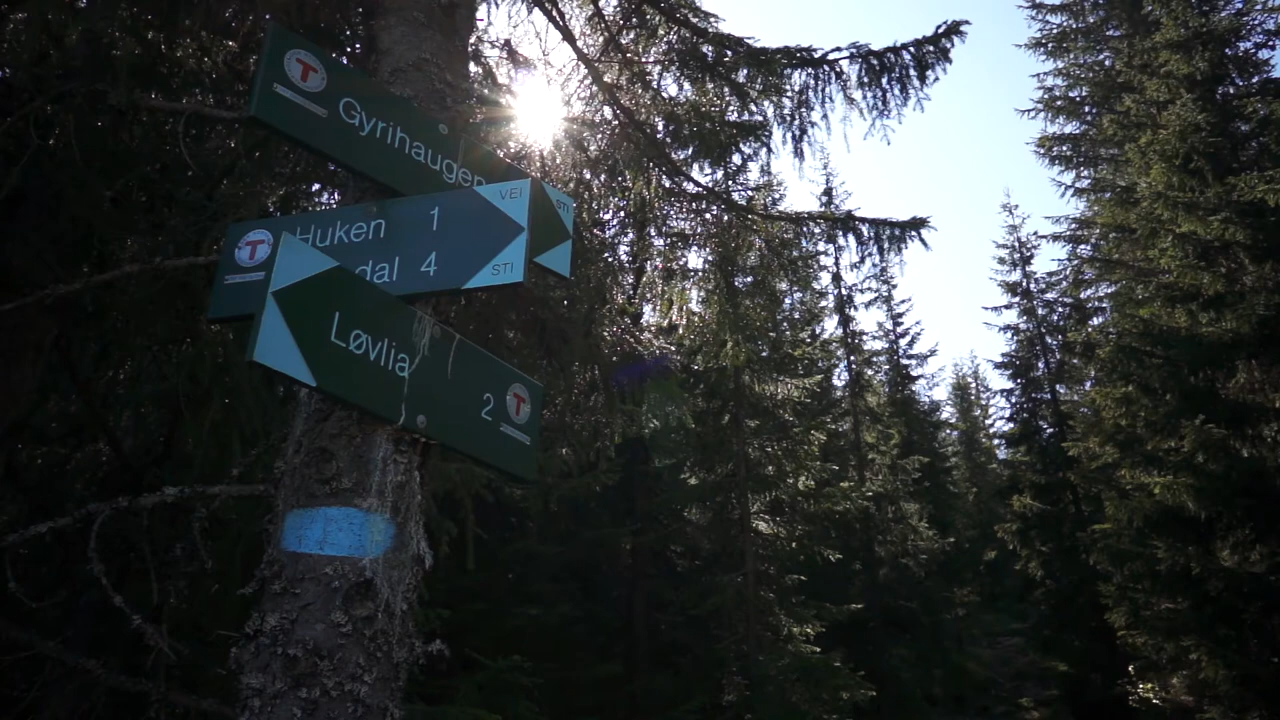 T
Gyrihaugen
STI
T
Huken 1
VEI
dal 4
STI
Løvlia
2 T